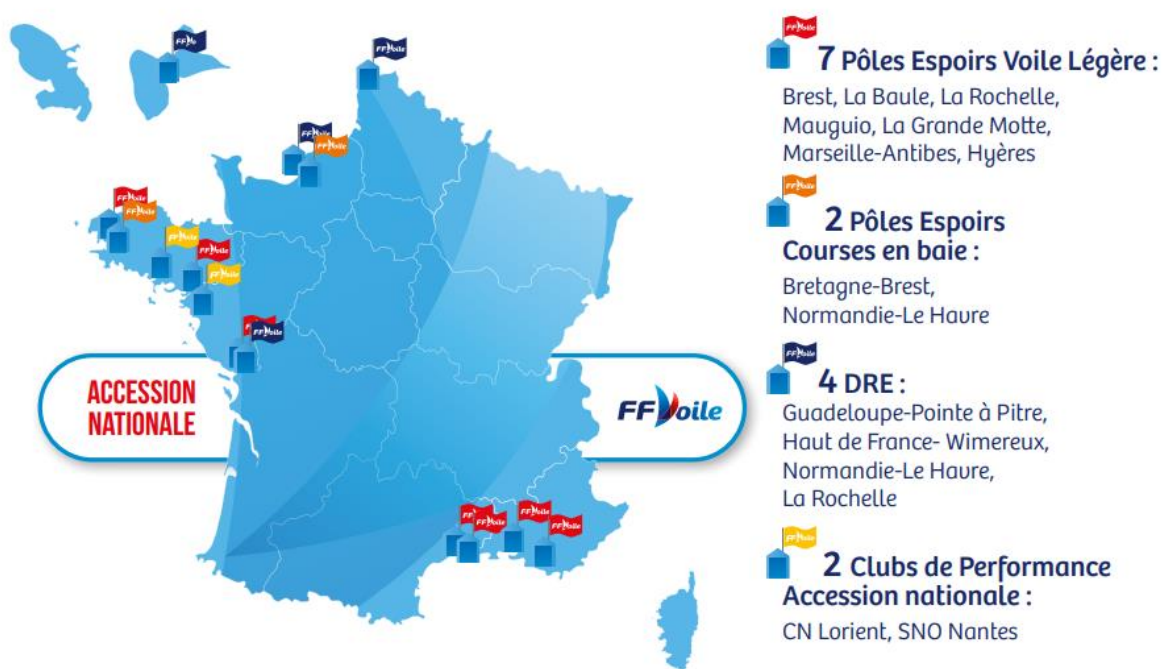 ACCESSION
NATIONALE
FFVoile
7 Pôles Espoirs Voile Légère :
Brest, La Baule, La Rochelle,
Mauguio, La Grande Motte,
Marseille-Antibes, Hyères
2 Pôles Espoirs
Courses en baie :
Bretagne-Brest,
Normandie-Le Havre
4 DRE :
Guadeloupe-Pointe à Pitre,
Haut de France- Wimereux,
Normandie-Le Havre,
La Rochelle
2 Clubs de Performance
Accession nationale :
CN Lorient, SNO Nantes